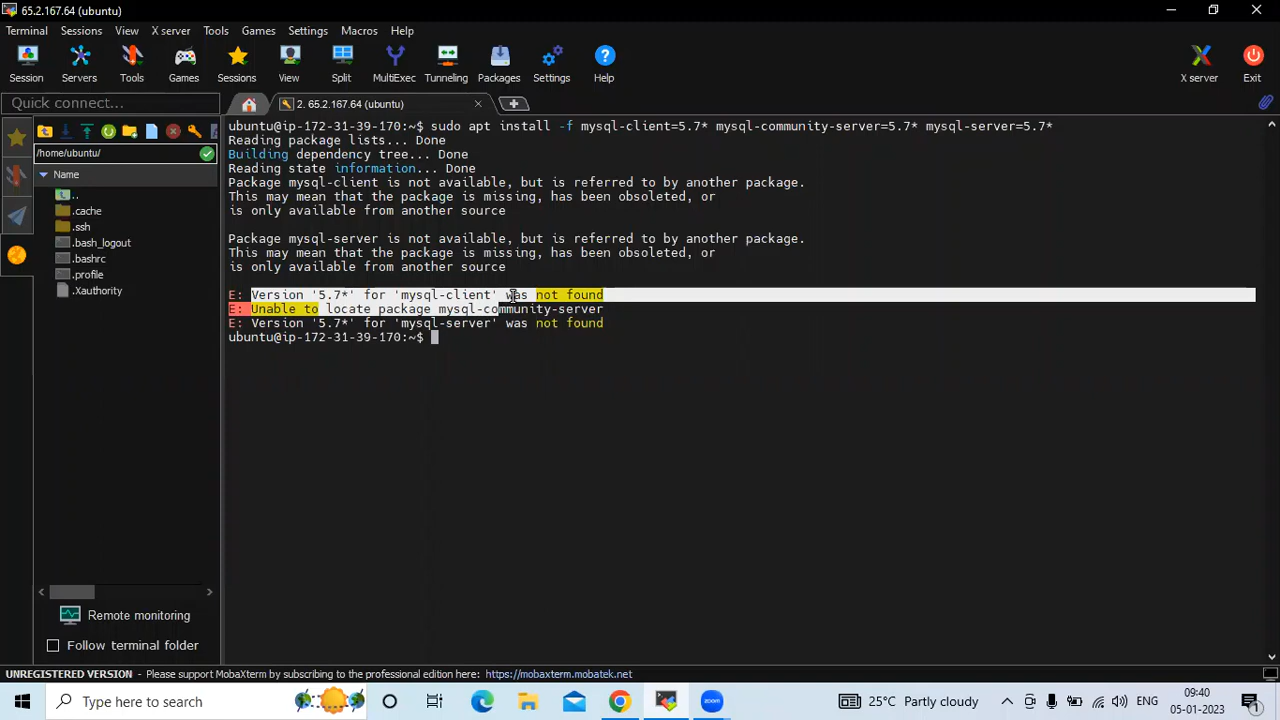 65.2.167.64 (ubuntu)
Terminal Sessions View X server Tools Games Settings Macros Help
Session Servers Tools Games Sessions View Split MultiExec Tunneling Packages Settings Help X server Exit
Quick connect...
2. 65.2.167.64 (ubuntu)
/home/ubuntu/
Name
..
.cache
.ssh
.bash_logout
.bashrc
.profile
.Xauthority
Remote monitoring
Follow terminal folder
ubuntu@ip-172-31-39-170:~$ sudo apt install -f mysql-client=5.7* mysql-community-server=5.7* mysql-server=5.7*
Reading package lists... Done
Building dependency tree... Done
Reading state information... Done
Package mysql-client is not available, but is referred to by another package.
This may mean that the package is missing, has been obsoleted, or
is only available from another source
Package mysql-server is not available, but is referred to by another package.
This may mean that the package is missing, has been obsoleted, or
is only available from another source
E: Version '5.7*' for 'mysql-client' was not found
E: Unable to locate package mysql-community-server
E: Version '5.7*' for 'mysql-server' was not found
ubuntu@ip-172-31-39-170:~$
UNREGISTERED VERSION - Please support MobaXterm by subscribing to the professional edition here: https://mobaxterm.mobatek.net
Type here to search
25°C Partly cloudy
ENG
09:40
05-01-2023
1